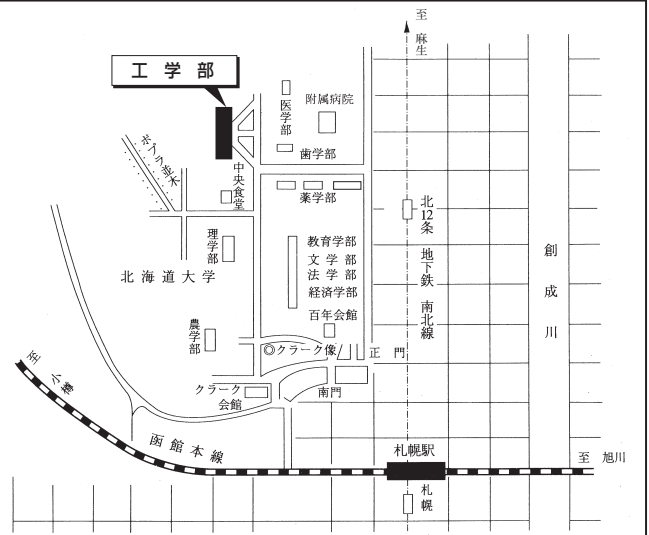 至
麻生
工学部
医学部
附属病院
ポプラ並木
歯学部
中央食堂
薬学部
北12条
理学部
教育学部
文学部
法学部
経済学部
地下鉄 南北線
創成川
北海道大学
百年会館
農学部
クラーク像
正門
至小樽
クラーク
会館
南門
函館本線
札幌駅
至 旭川
札幌